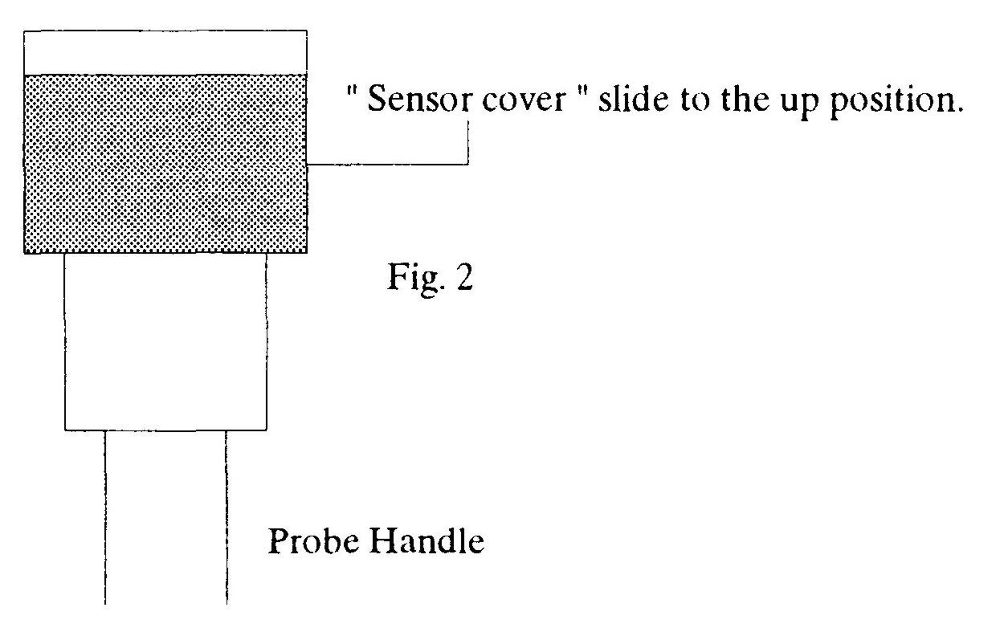 " Sensor cover " slide to the up position.
Fig. 2
Probe Handle